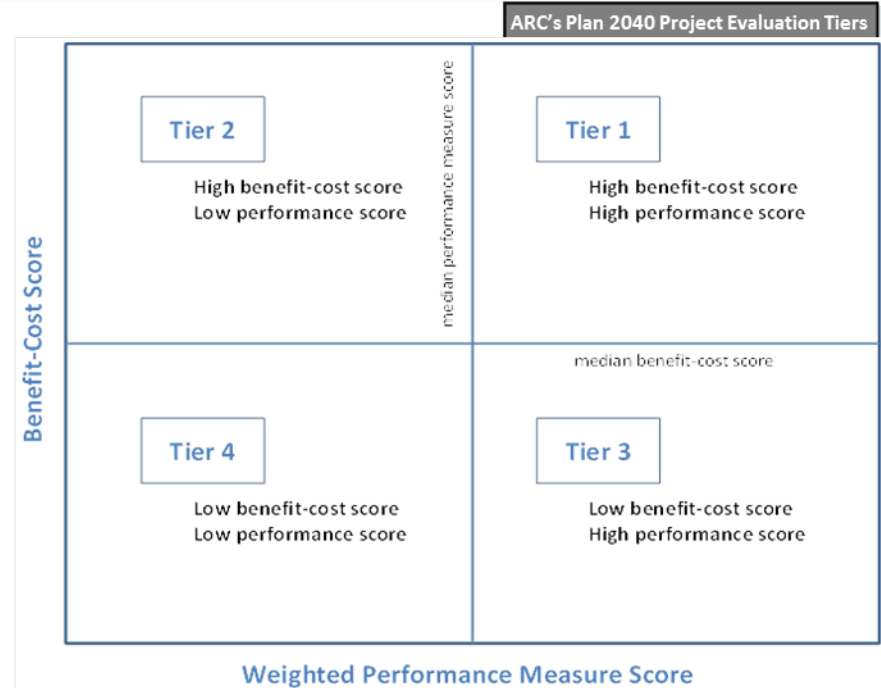 ARC's Plan 2040 Project Evaluation Tiers
Tier 2
High benefit-cost score
Low performance score
median performance measure score
Tier 1
High benefit-cost score
High performance score
Benefit-Cost Score
median benefit-cost score
Tier 4
Low benefit-cost score
Low performance score
Tier 3
Low benefit-cost score
High performance score
Weighted Performance Measure Score